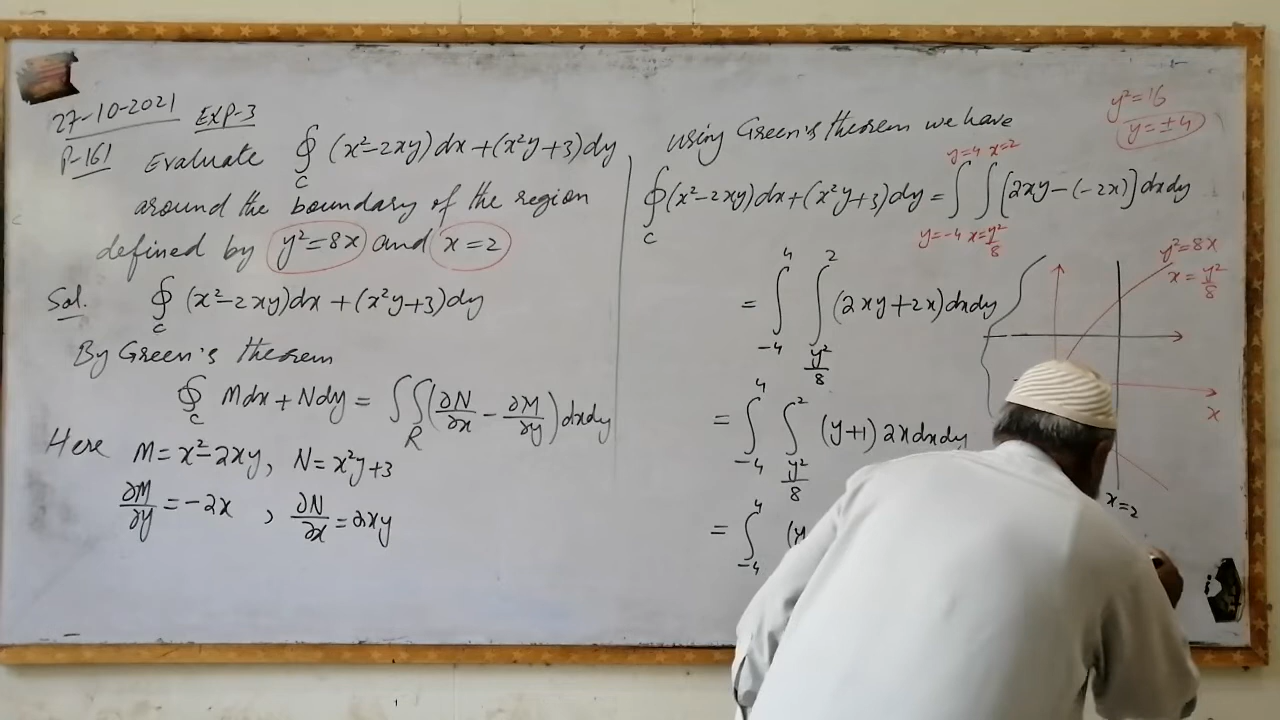 27-10-2021 EXP-3
P-161 Evaluate ∮_C (x²-2xy)dx+(x²y+3)dy
around the boundary of the region
defined by y²=8x and x=2
Sol. ∮_C (x²-2xy)dx+(x²y+3)dy
By Green's theorem
∮_C Mdx+Ndy = ∬_R (∂N/∂x - ∂M/∂y) dxdy
Here M=x²-2xy, N=x²y+3
∂M/∂y = -2x , ∂N/∂x = 2xy
y²=16
y=±4
using Green's theorem we have
y=4 x=2
∮_C (x²-2xy)dx+(x²y+3)dy = ∫∫[2xy-(-2x)]dxdy
y=-4 x=y²/8
= ∫_{-4}^{4} ∫_{y²/8}^{2} (2xy+2x)dxdy
= ∫_{-4}^{4} ∫_{y²/8}^{2} (y+1) 2x dxdy
= ∫_{-4}^{4} (y
y²=8x
x=y²/8
x
x=2